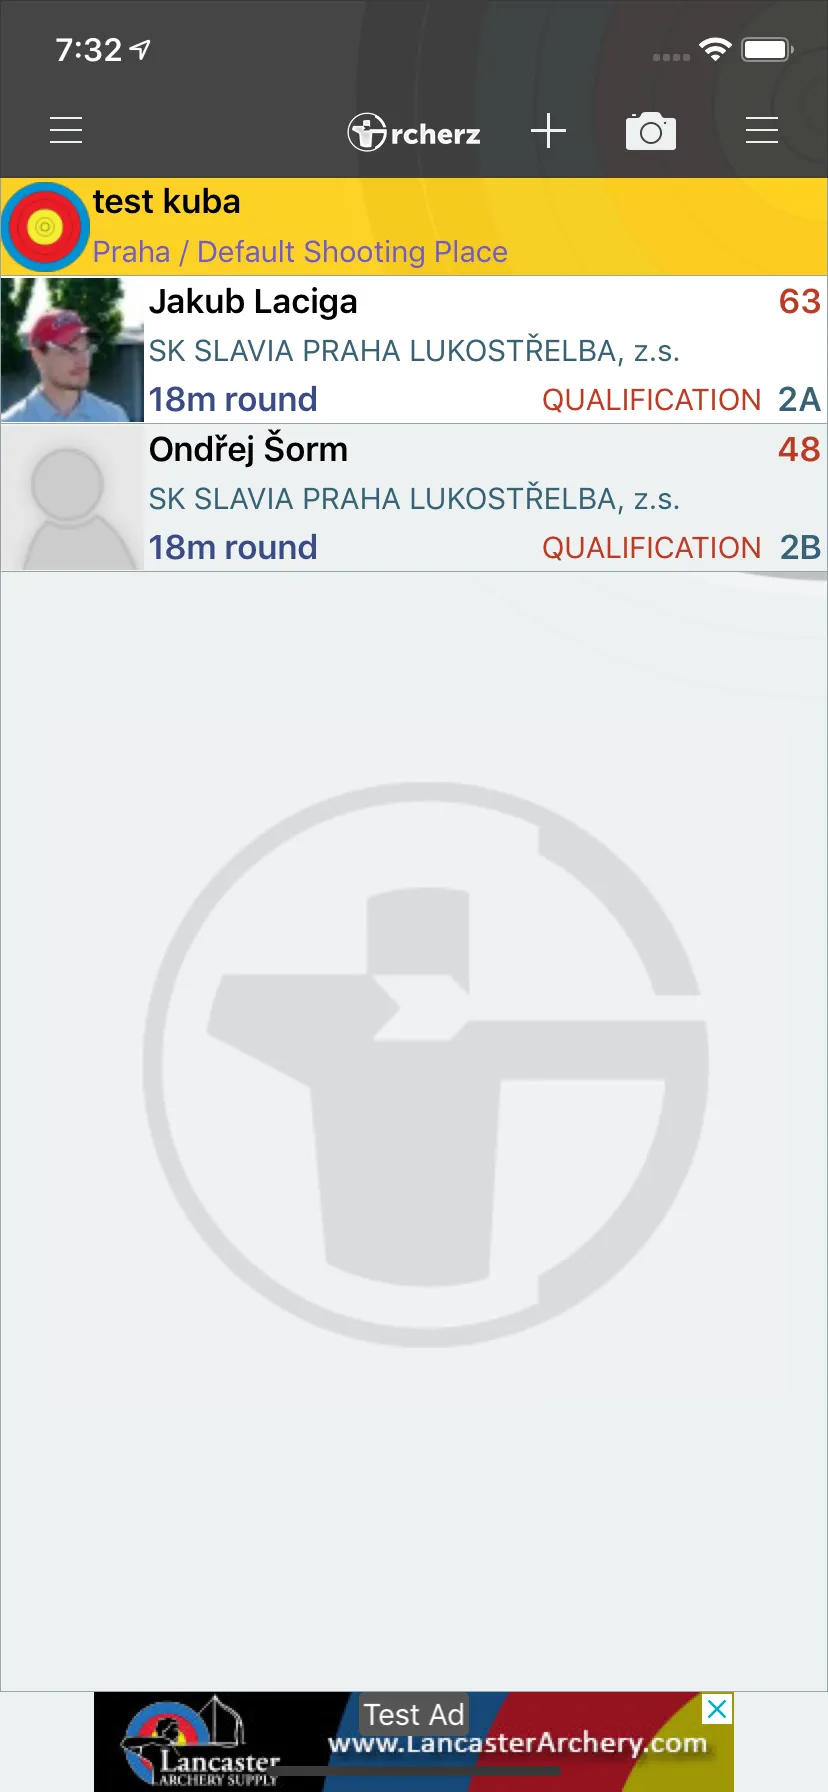 7:32
rcherz
test kuba
Praha / Default Shooting Place
Jakub Laciga 63
SK SLAVIA PRAHA LUKOSTŘELBA, z.s.
18m round QUALIFICATION 2A
Ondřej Šorm 48
SK SLAVIA PRAHA LUKOSTŘELBA, z.s.
18m round QUALIFICATION 2B
Test Ad
www.LancasterArchery.com
Lancaster
ARCHERY SUPPLY